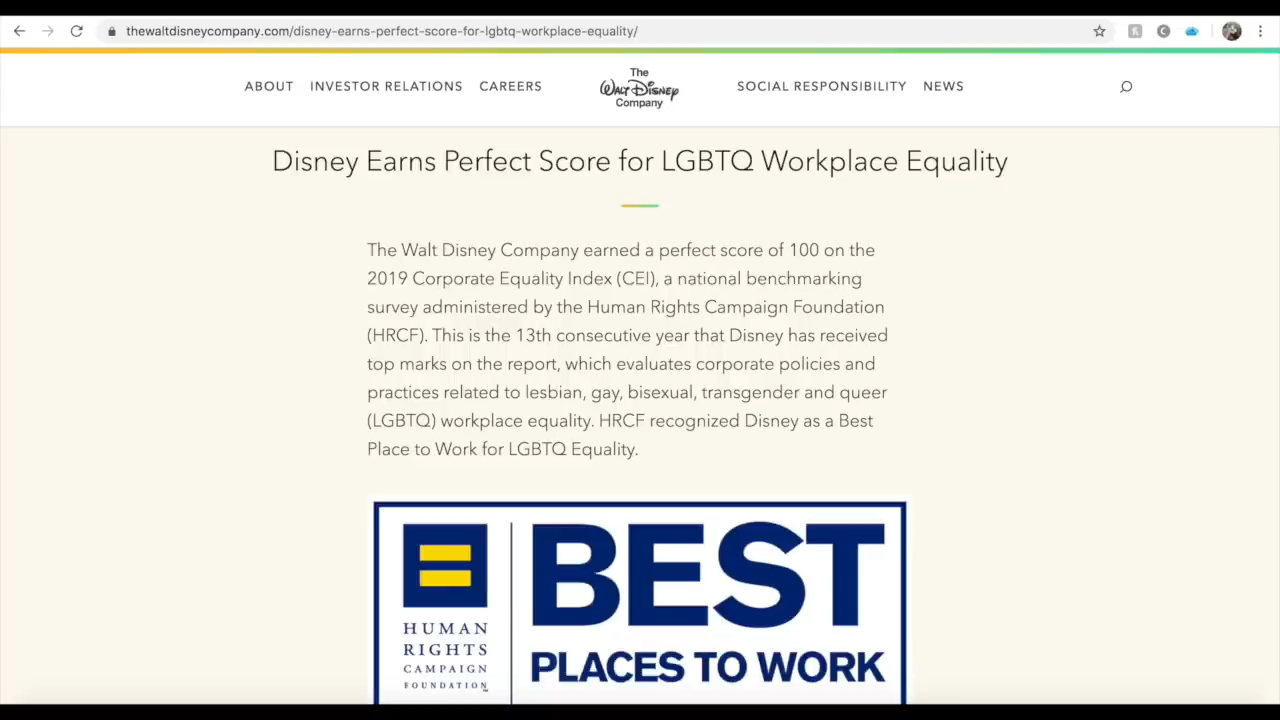 thewaltdisneycompany.com/disney-earns-perfect-score-for-lgbtq-workplace-equality/
ABOUT INVESTOR RELATIONS CAREERS The Walt Disney Company SOCIAL RESPONSIBILITY NEWS
Disney Earns Perfect Score for LGBTQ Workplace Equality
The Walt Disney Company earned a perfect score of 100 on the
2019 Corporate Equality Index (CEI), a national benchmarking
survey administered by the Human Rights Campaign Foundation
(HRCF). This is the 13th consecutive year that Disney has received
top marks on the report, which evaluates corporate policies and
practices related to lesbian, gay, bisexual, transgender and queer
(LGBTQ) workplace equality. HRCF recognized Disney as a Best
Place to Work for LGBTQ Equality.
HUMAN
RIGHTS
CAMPAIGN
FOUNDATION™
BEST
PLACES TO WORK